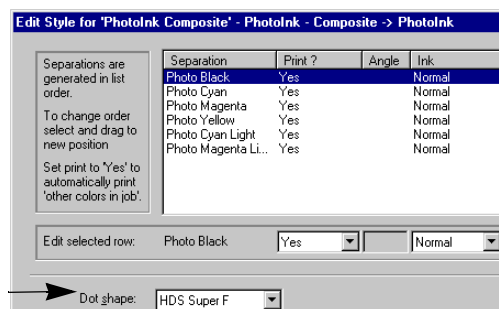 Edit Style for 'PhotoInk Composite' - PhotoInk - Composite -> PhotoInk
Separations are
generated in list
order.
To change order
select and drag to
new position
Set print to 'Yes' to
automatically print
'other colors in job'.
Separation Print ? Angle Ink
Photo Black Yes Normal
Photo Cyan Yes Normal
Photo Magenta Yes Normal
Photo Yellow Yes Normal
Photo Cyan Light Yes Normal
Photo Magenta Li... Yes Normal
Edit selected row: Photo Black Yes Normal
Dot shape: HDS Super F